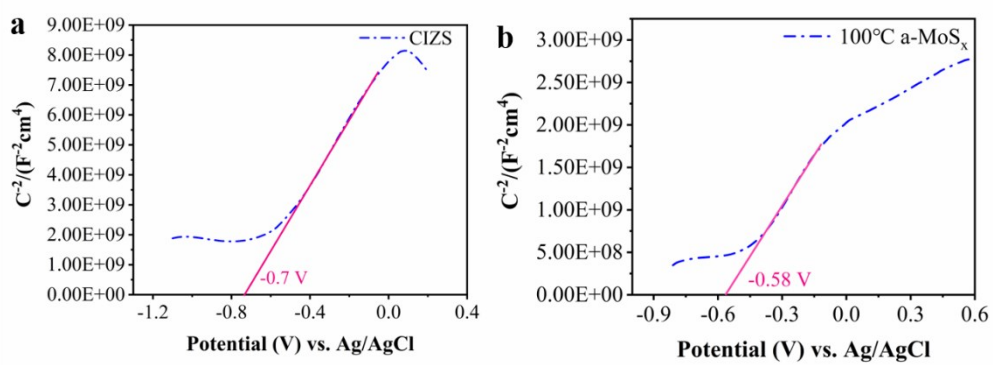 a
CIZS
C⁻²/(F⁻²cm⁴)
9.00E+09
8.00E+09
7.00E+09
6.00E+09
5.00E+09
4.00E+09
3.00E+09
2.00E+09
1.00E+09
0.00E+00
-0.7 V
-1.2 -0.8 -0.4 0.0 0.4
Potential (V) vs. Ag/AgCl
b
100℃ a-MoSₓ
C⁻²/(F⁻²cm⁴)
3.00E+09
2.50E+09
2.00E+09
1.50E+09
1.00E+09
5.00E+08
0.00E+00
-0.58 V
-0.9 -0.6 -0.3 0.0 0.3 0.6
Potential (V) vs. Ag/AgCl